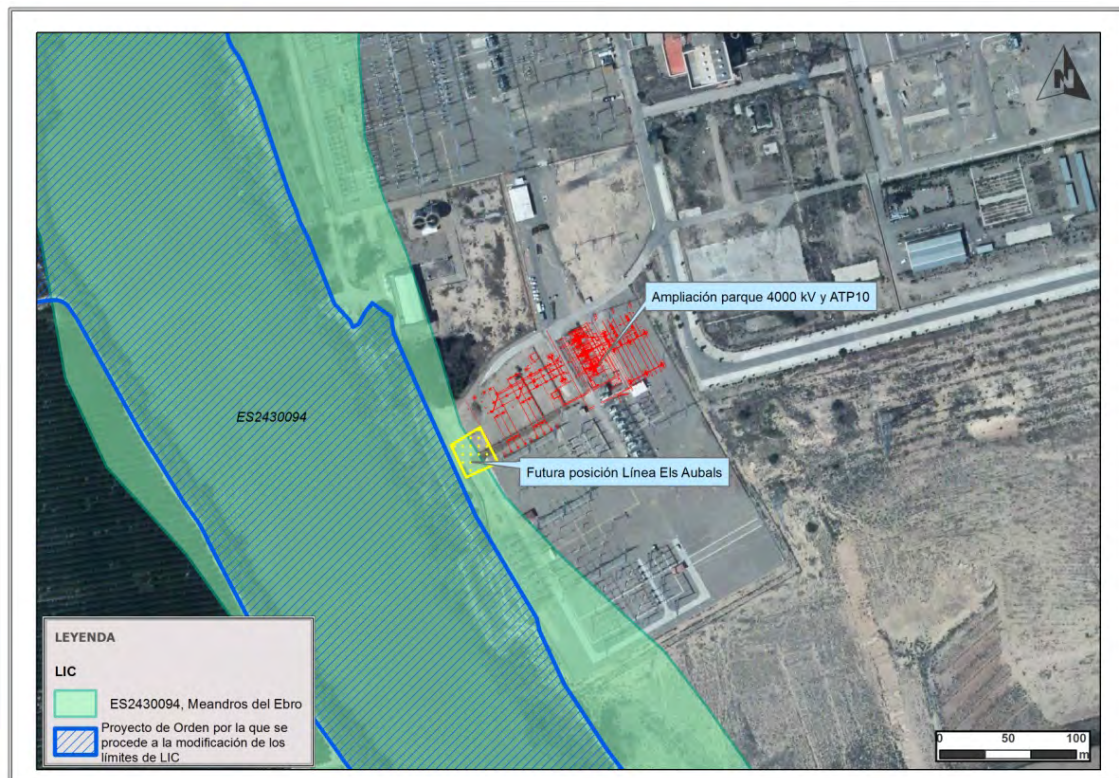 N
Ampliación parque 4000 kV y ATP10
ES2430094
Futura posición Línea Els Aubals
LEYENDA
LIC
ES2430094, Meandros del Ebro
Proyecto de Orden por la que se
procede a la modificación de los
límites de LIC
0 50 100
m